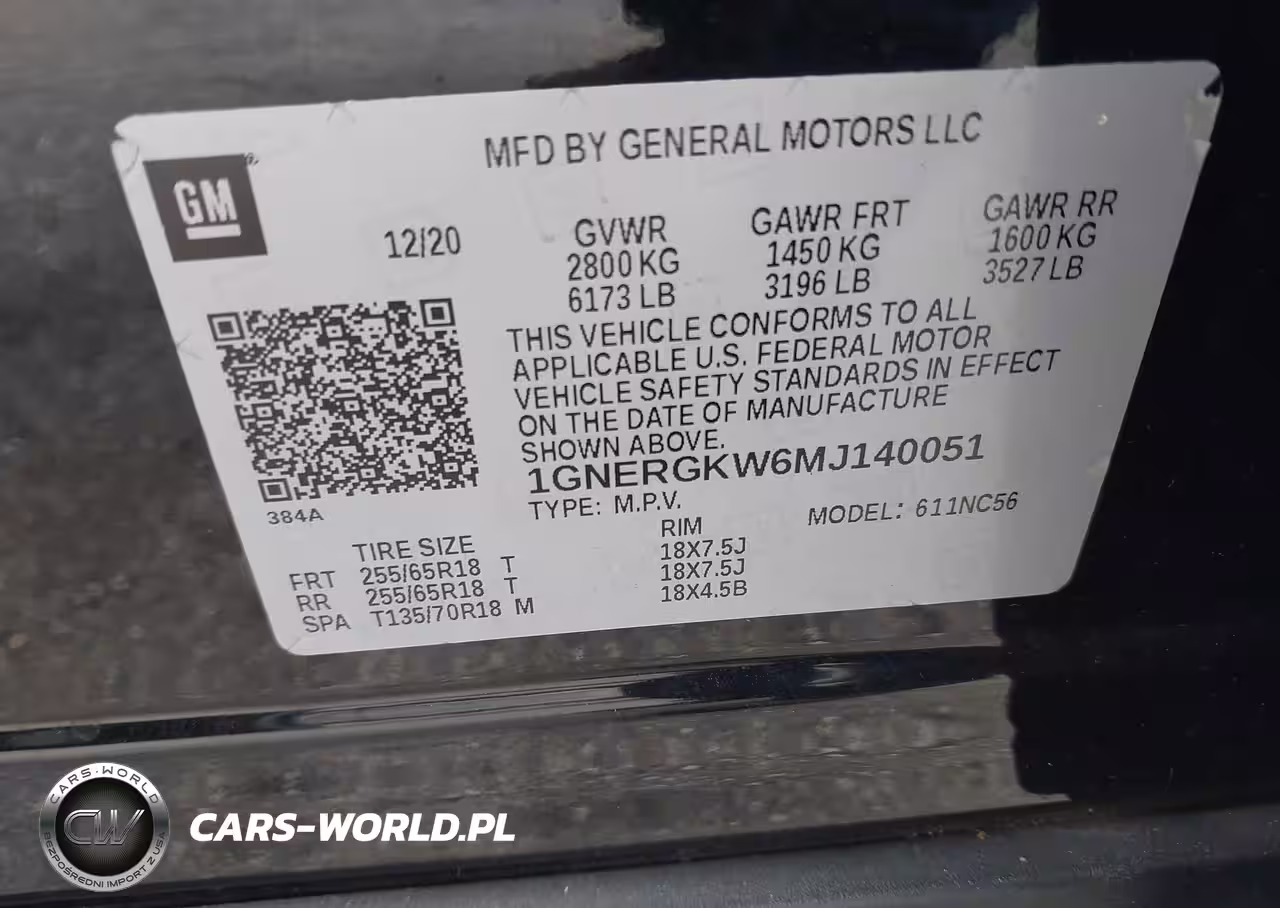 MFD BY GENERAL MOTORS LLC
GM
12/20
GVWR
2800 KG
6173 LB
GAWR FRT
1450 KG
3196 LB
GAWR RR
1600 KG
3527 LB
THIS VEHICLE CONFORMS TO ALL
APPLICABLE U.S. FEDERAL MOTOR
VEHICLE SAFETY STANDARDS IN EFFECT
ON THE DATE OF MANUFACTURE
SHOWN ABOVE.
1GNERGKW6MJ140051
TYPE: M.P.V.
MODEL: 611NC56
384A
TIRE SIZE
RIM
FRT 255/65R18 T 18X7.5J
RR 255/65R18 T 18X7.5J
SPA T135/70R18 M 18X4.5B
CARS-WORLD
CW
BEZPOŚREDNI IMPORT Z USA
CARS-WORLD.PL